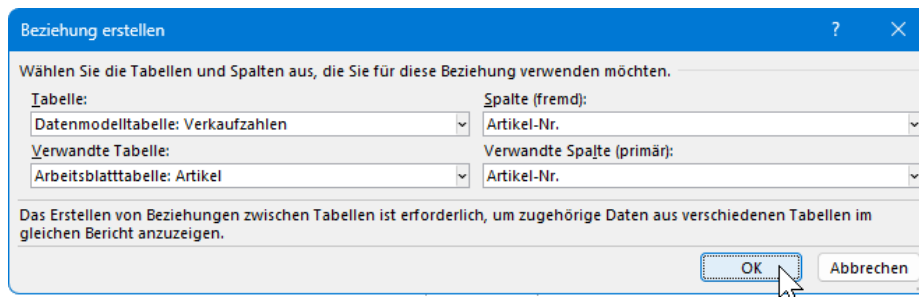 Beziehung erstellen ?
Wählen Sie die Tabellen und Spalten aus, die Sie für diese Beziehung verwenden möchten.
Tabelle: Spalte (fremd):
Datenmodelltabelle: Verkaufzahlen Artikel-Nr.
Verwandte Tabelle: Verwandte Spalte (primär):
Arbeitsblatttabelle: Artikel Artikel-Nr.
Das Erstellen von Beziehungen zwischen Tabellen ist erforderlich, um zugehörige Daten aus verschiedenen Tabellen im
gleichen Bericht anzuzeigen.
OK Abbrechen